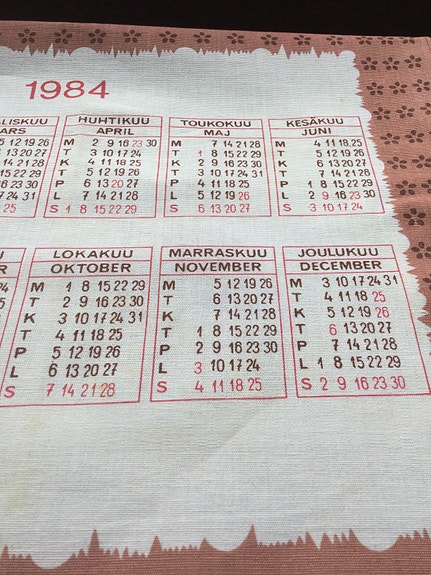 1984
HUHTIKUU TOUKOKUU KESÄKUU
ARS APRIL MAJ JUNI
M 2 9 16 23 30 M 7 14 21 28 M 4 11 18 25
T 3 10 17 24 T 1 8 15 22 29 T 5 12 19 26
K 4 11 18 25 K 2 9 16 23 30 K 6 13 20 27
T 5 12 19 26 T 3 10 17 24 31 T 7 14 21 28
P 6 13 20 27 P 4 11 18 25 P 1 8 15 22 29
L 7 14 21 28 L 5 12 19 26 L 2 9 16 23 30
25 S 1 8 15 22 29 S 6 13 20 27 S 3 10 17 24
LOKAKUU MARRASKUU JOULUKUU
OKTOBER NOVEMBER DECEMBER
M 1 8 15 22 29 M 5 12 19 26 M 3 10 17 24 31
T 2 9 16 23 30 T 6 13 20 27 T 4 11 18 25
K 3 10 17 24 31 K 7 14 21 28 K 5 12 19 26
T 4 11 18 25 T 1 8 15 22 29 T 6 13 20 27
P 5 12 19 26 P 2 9 16 23 30 P 7 14 21 28
L 6 13 20 27 L 3 10 17 24 L 1 8 15 22 29
S 7 14 21 28 S 4 11 18 25 S 2 9 16 23 30